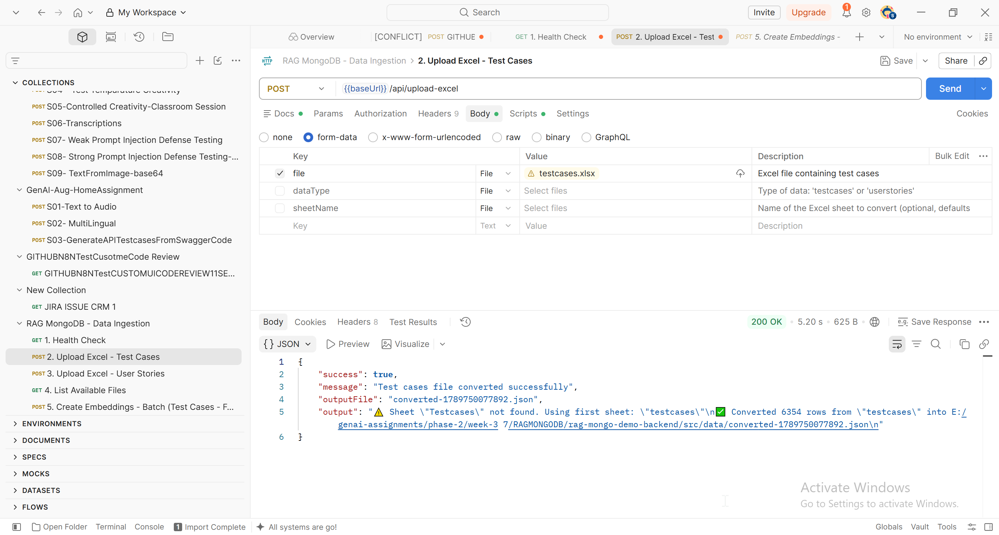 My Workspace
Search
Invite
Upgrade
1
S
Overview
[CONFLICT] POST GITHUE
GET 1. Health Check
POST 2. Upload Excel - Test
POST 5. Create Embeddings -
No environment
HTTP RAG MongoDB - Data Ingestion > 2. Upload Excel - Test Cases
Save
Share
COLLECTIONS
POST S05-Controlled Creativity-Classroom Session
POST S06-Transcriptions
POST S07- Weak Prompt Injection Defense Testing
POST S08- Strong Prompt Injection Defense Testing-...
POST S09- TextFromImage-base64
GenAI-Aug-HomeAssignment
POST S01-Text to Audio
POST S02- MultiLingual
POST S03-GenerateAPITestcasesFromSwaggerCode
GITHUBN8NTestCusotmeCode Review
GET GITHUBN8NTestCUSTOMUICODEREVIEW11SE...
New Collection
GET JIRA ISSUE CRM 1
RAG MongoDB - Data Ingestion
GET 1. Health Check
POST 2. Upload Excel - Test Cases
POST 3. Upload Excel - User Stories
GET 4. List Available Files
POST 5. Create Embeddings - Batch (Test Cases - F...
ENVIRONMENTS
DOCUMENTS
SPECS
MOCKS
DATASETS
FLOWS
POST {{baseUrl}} /api/upload-excel
Send
Docs Params Authorization Headers 9 Body Scripts Settings Cookies
none form-data x-www-form-urlencoded raw binary GraphQL
Key Value Description Bulk Edit
file File testcases.xlsx Excel file containing test cases
dataType File Select files Type of data: 'testcases' or 'userstories'
sheetName File Select files Name of the Excel sheet to convert (optional, defaults
Key Text Value Description
Body Cookies Headers 8 Test Results
200 OK 5.20 s 625 B e.g. Save Response
{} JSON Preview Visualize
1 {
2 "success": true,
3 "message": "Test cases file converted successfully",
4 "outputFile": "converted-1789750077892.json",
5 "output": "⚠️ Sheet \"Testcases\" not found. Using first sheet: \"testcases\"\n✅ Converted 6354 rows from \"testcases\" into E:/
genai-assignments/phase-2/week-3 7/RAGMONGODB/rag-mongo-demo-backend/src/data/converted-1789750077892.json\n"
6 }
Activate Windows
Go to Settings to activate Windows.
Open Folder Terminal Console 1 Import Complete All systems are go!
Globals Vault Tools